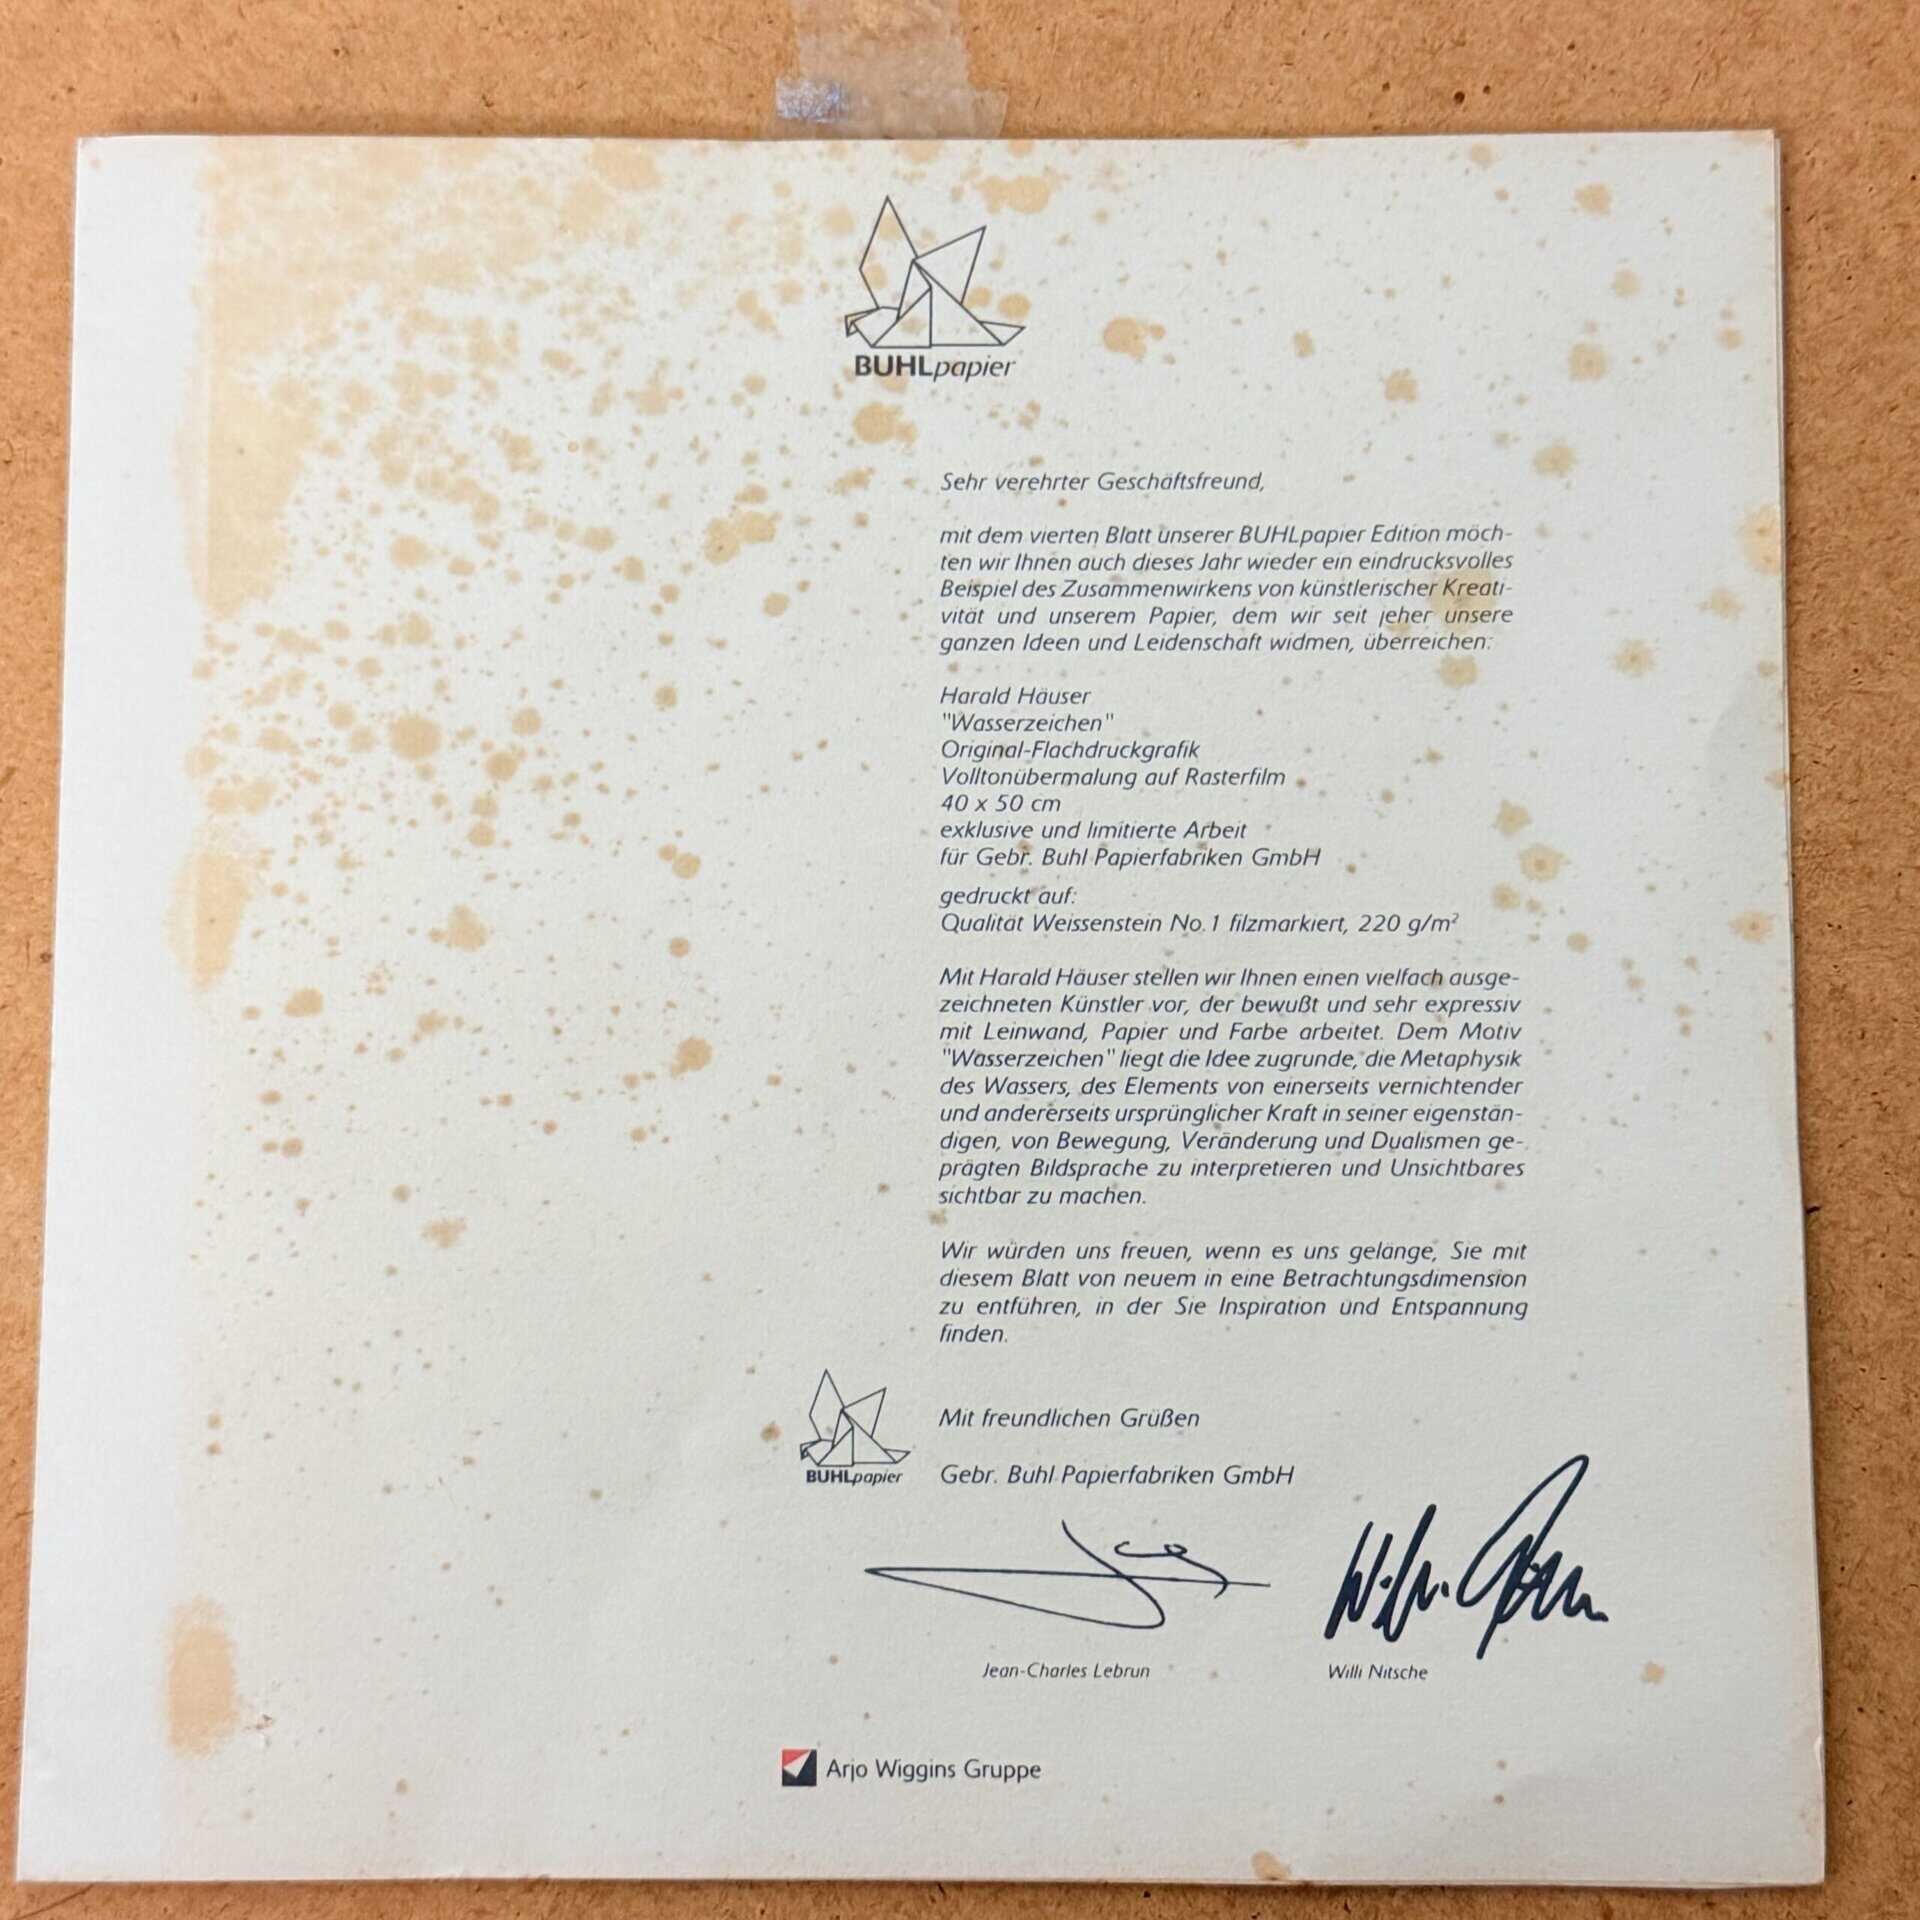 BUHLpapier
Sehr verehrter Geschäftsfreund,
mit dem vierten Blatt unserer BUHLpapier Edition möch-
ten wir Ihnen auch dieses Jahr wieder ein eindrucksvolles
Beispiel des Zusammenwirkens von künstlerischer Kreati-
vität und unserem Papier, dem wir seit jeher unsere
ganzen Ideen und Leidenschaft widmen, überreichen:
Harald Häuser
"Wasserzeichen"
Original-Flachdruckgrafik
Volltonübermalung auf Rasterfilm
40 x 50 cm
exklusive und limitierte Arbeit
für Gebr. Buhl Papierfabriken GmbH
gedruckt auf:
Qualität Weissenstein No.1 filzmarkiert, 220 g/m²
Mit Harald Häuser stellen wir Ihnen einen vielfach ausge-
zeichneten Künstler vor, der bewußt und sehr expressiv
mit Leinwand, Papier und Farbe arbeitet. Dem Motiv
"Wasserzeichen" liegt die Idee zugrunde, die Metaphysik
des Wassers, des Elements von einerseits vernichtender
und andererseits ursprünglicher Kraft in seiner eigenstän-
digen, von Bewegung, Veränderung und Dualismen ge-
prägten Bildsprache zu interpretieren und Unsichtbares
sichtbar zu machen.
Wir würden uns freuen, wenn es uns gelänge, Sie mit
diesem Blatt von neuem in eine Betrachtungsdimension
zu entführen, in der Sie Inspiration und Entspannung
finden.
Mit freundlichen Grüßen
BUHLpapier
Gebr. Buhl Papierfabriken GmbH
Jean-Charles Lebrun
Willi Nitsche
Arjo Wiggins Gruppe